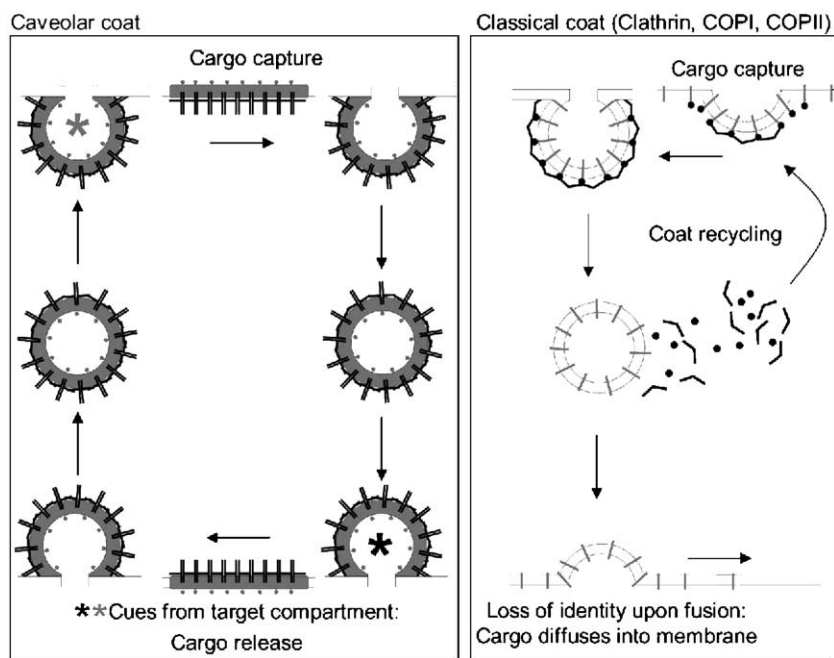 Caveolar coat
Cargo capture
**Cues from target compartment:
Cargo release
Classical coat (Clathrin, COPI, COPII)
Cargo capture
Coat recycling
Loss of identity upon fusion:
Cargo diffuses into membrane